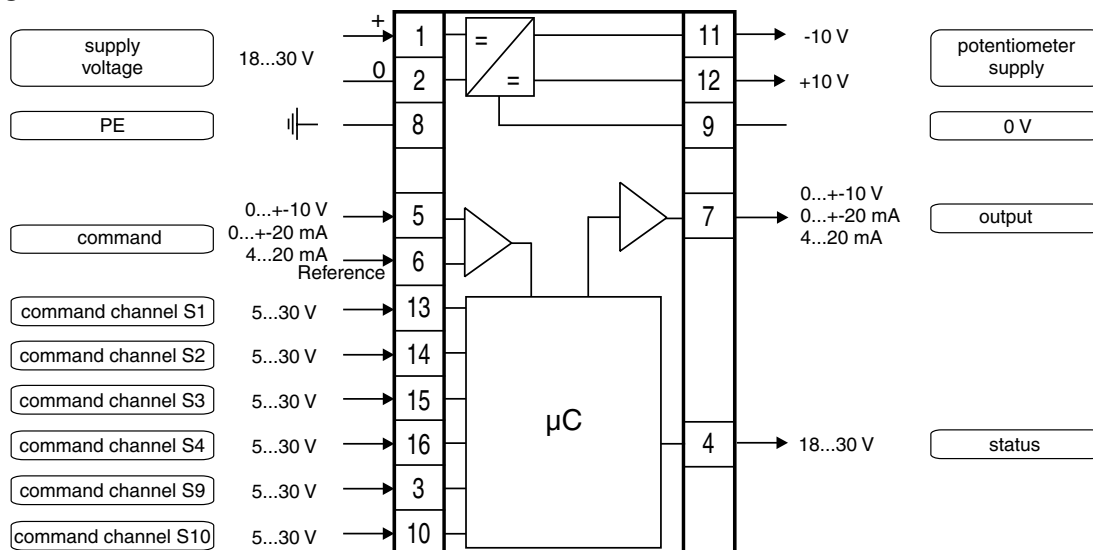 supply
voltage
18...30 V
+
0
1
2
=
=
11
12
-10 V
+10 V
potentiometer
supply
PE
8
9
0 V
command
0...+-10 V
0...+-20 mA
4...20 mA
Reference
5
6
7
0...+-10 V
0...+-20 mA
4...20 mA
output
command channel S1
5...30 V
13
command channel S2
5...30 V
14
command channel S3
5...30 V
15
µC
command channel S4
5...30 V
16
4
18...30 V
status
command channel S9
5...30 V
3
command channel S10
5...30 V
10